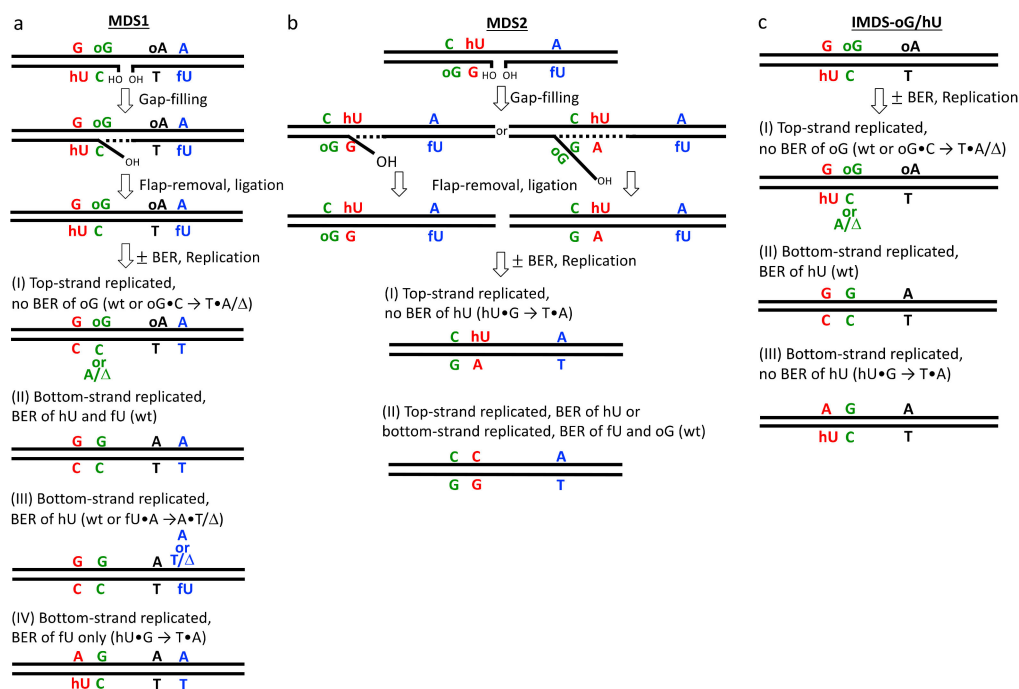 a
MDS1
G oG oA A
hU C HO OH T fU
Gap-filling
G oG oA A
hU C OH T fU
Flap-removal, ligation
G oG oA A
hU C T fU
± BER, Replication
(I) Top-strand replicated,
no BER of oG (wt or oG•C → T•A/Δ)
G oG oA A
C C T T
or
A/Δ
(II) Bottom-strand replicated,
BER of hU and fU (wt)
G G A A
C C T T
(III) Bottom-strand replicated,
BER of hU (wt or fU•A →A•T/Δ)
A
or
G G A T/Δ
C C T fU
(IV) Bottom-strand replicated,
BER of fU only (hU•G → T•A)
A G A A
hU C T T
b
MDS2
C hU A
oG G HO OH fU
Gap-filling
C hU A or C hU A
oG G OH fU oG G A OH fU
Flap-removal, ligation
C hU A C hU A
oG G fU G A fU
± BER, Replication
(I) Top-strand replicated,
no BER of hU (hU•G → T•A)
C hU A
G A T
(II) Top-strand replicated, BER of hU or
bottom-strand replicated, BER of fU and oG (wt)
C C A
G G T
c
IMDS-oG/hU
G oG oA
hU C T
± BER, Replication
(I) Top-strand replicated,
no BER of oG (wt or oG•C → T•A/Δ)
G oG oA
hU C T
or
A/Δ
(II) Bottom-strand replicated,
BER of hU (wt)
G G A
C C T
(III) Bottom-strand replicated,
no BER of hU (hU•G → T•A)
A G A
hU C T